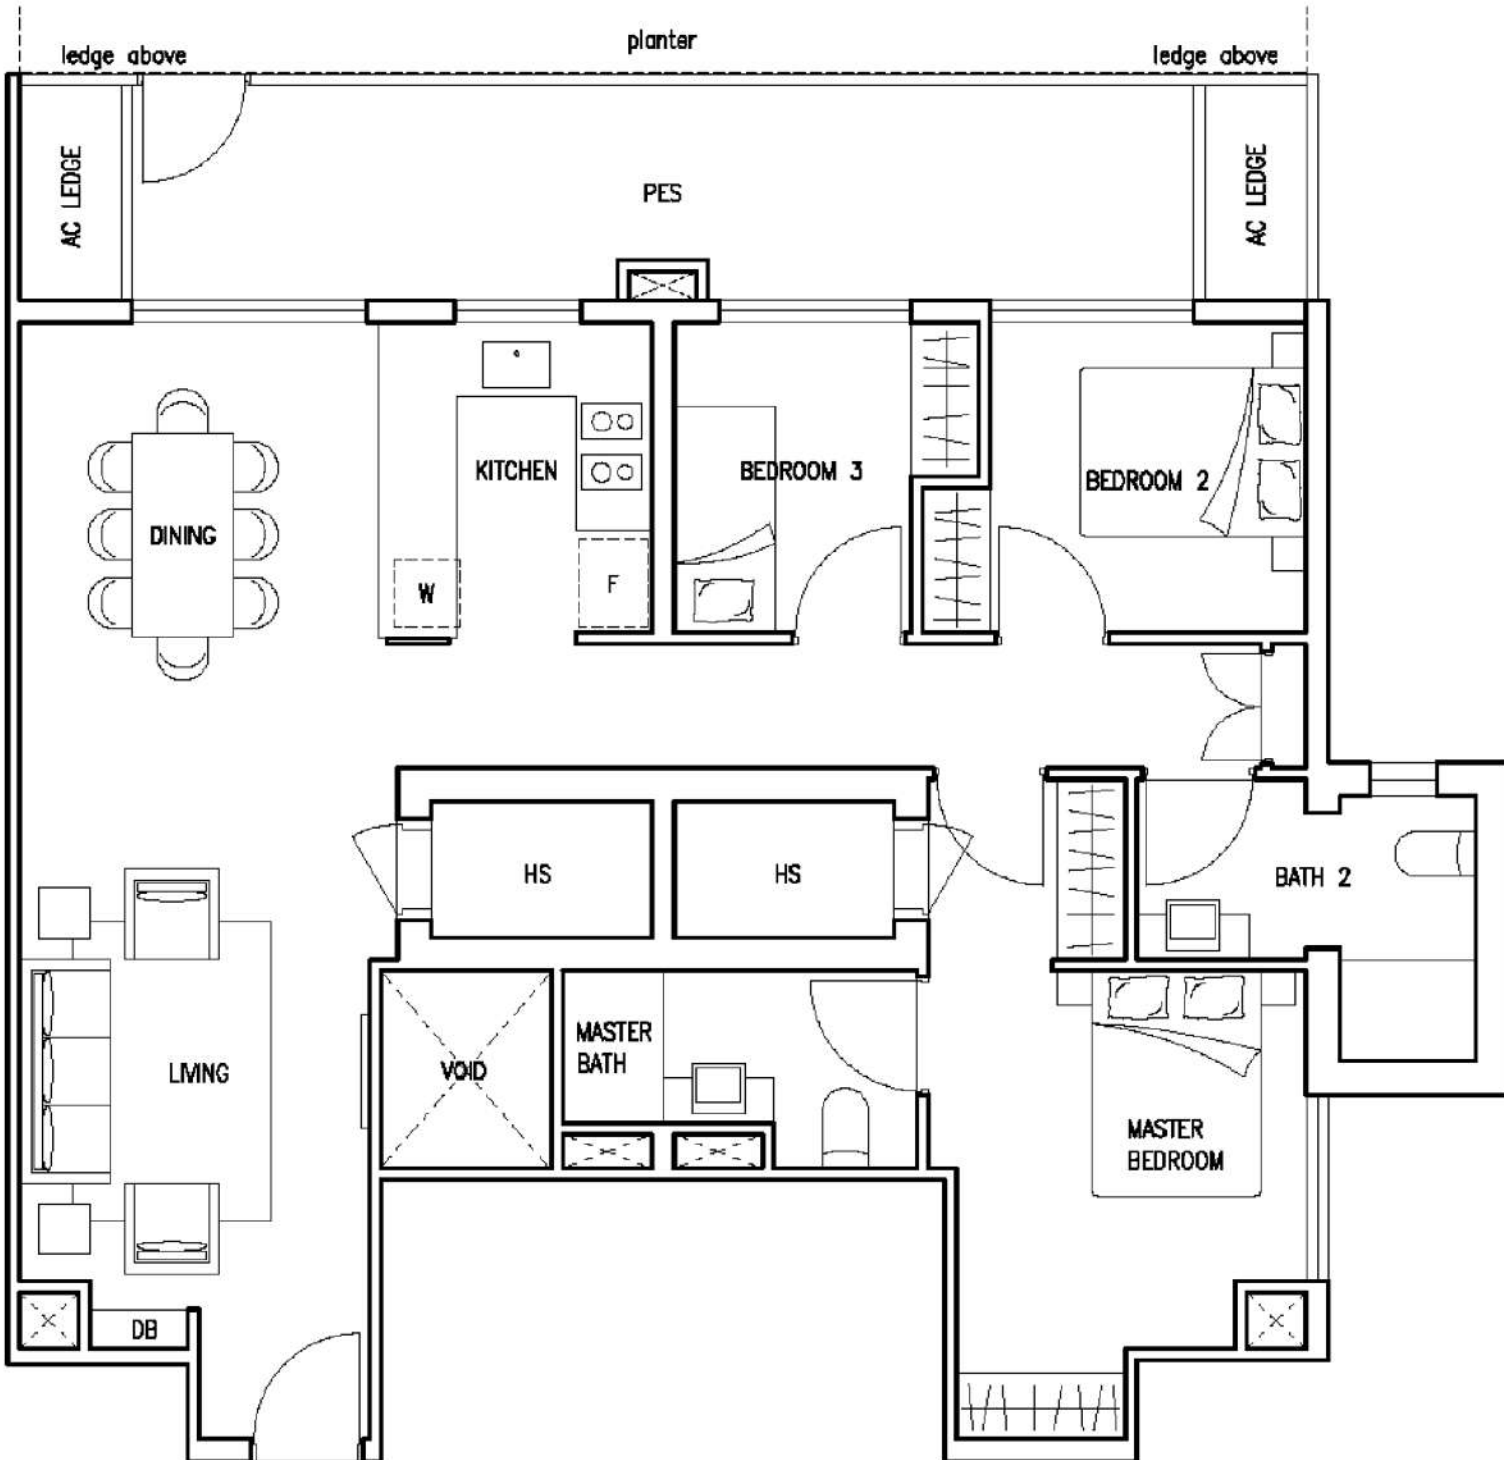 planter
ledge above
ledge above
AC LEDGE
PES
AC LEDGE
KITCHEN
BEDROOM 3
BEDROOM 2
DINING
W
F
HS
HS
BATH 2
MASTER
BATH
VOID
LIVING
MASTER
BEDROOM
DB